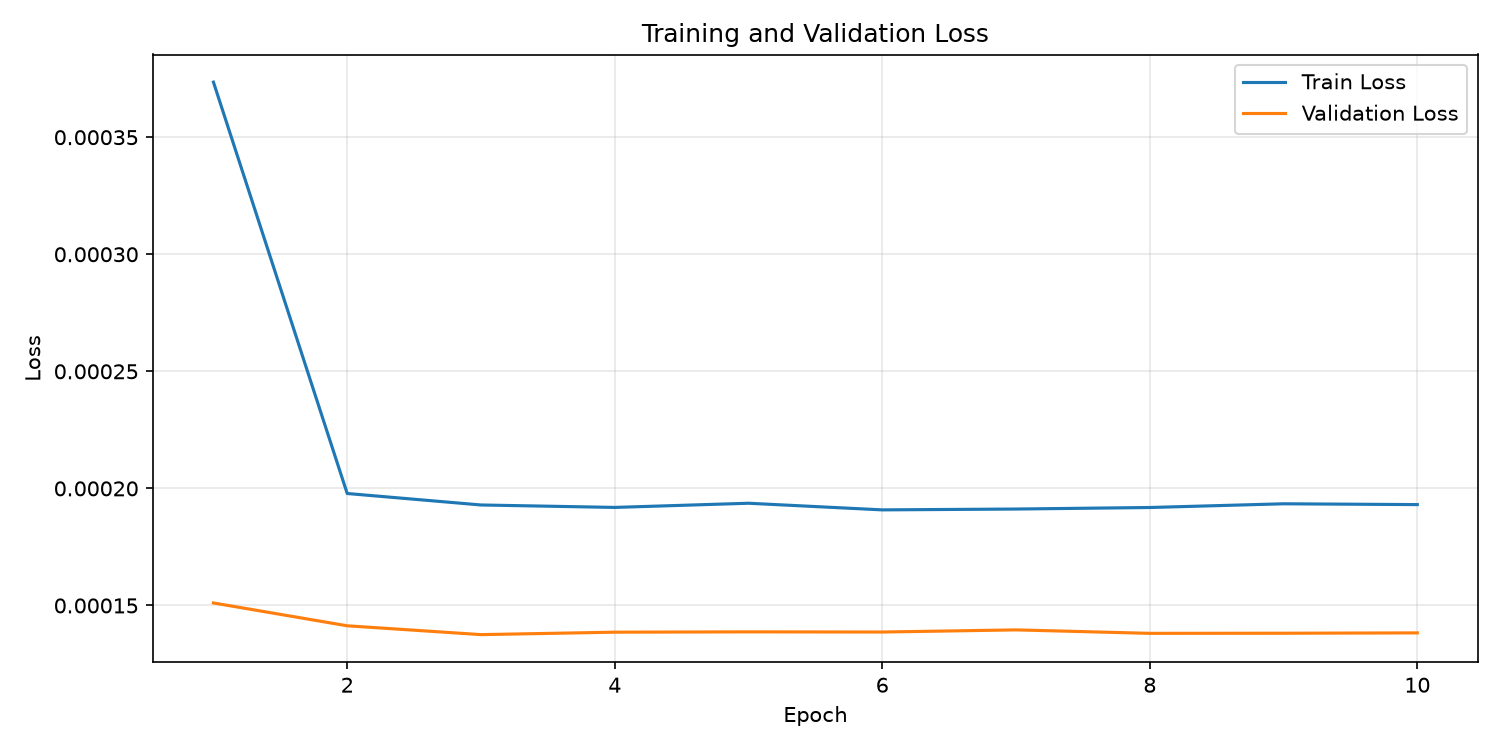 Training and Validation Loss
Train Loss
Validation Loss
0.00035
0.00030
0.00025
0.00020
0.00015
Loss
2 4 6 8 10
Epoch